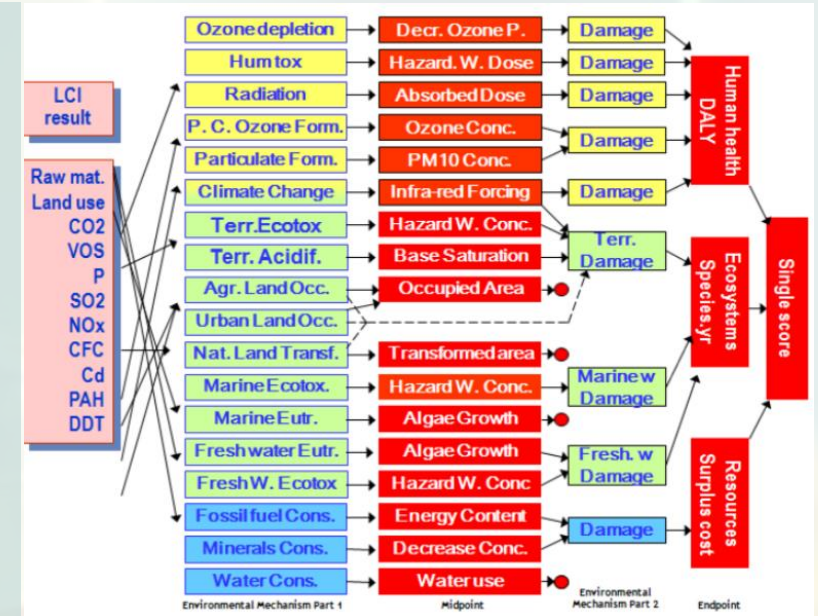 LCI
result
Raw mat.
Land use
CO2
VOS
P
SO2
NOx
CFC
Cd
PAH
DDT
Ozone depletion
Decr. Ozone P.
Damage
Hum tox
Hazard. W. Dose
Damage
Radiation
Absorbed Dose
Damage
P. C. Ozone Form.
Ozone Conc.
Damage
Particulate Form.
PM10 Conc.
Climate Change
Infra-red Forcing
Damage
Terr. Ecotox
Hazard W. Conc.
Terr.
Damage
Terr. Acidif.
Base Saturation
Agr. Land Occ.
Occupied Area
Urban Land Occ.
Nat. Land Transf.
Transformed area
Marine Ecotox.
Hazard W. Conc.
Marine w
Damage
Marine Eutr.
Algae Growth
Freshwater Eutr.
Algae Growth
Fresh. w
Damage
Fresh W. Ecotox
Hazard W. Conc
Fossil fuel Cons.
Energy Content
Damage
Minerals Cons.
Decrease Conc.
Water Cons.
Water use
Human health
DALY
Ecosystems
Species.yr
Resources
Surplus cost
Single score
Environmental Mechanism Part 1
Midpoint
Environmental
Mechanism Part 2
Endpoint